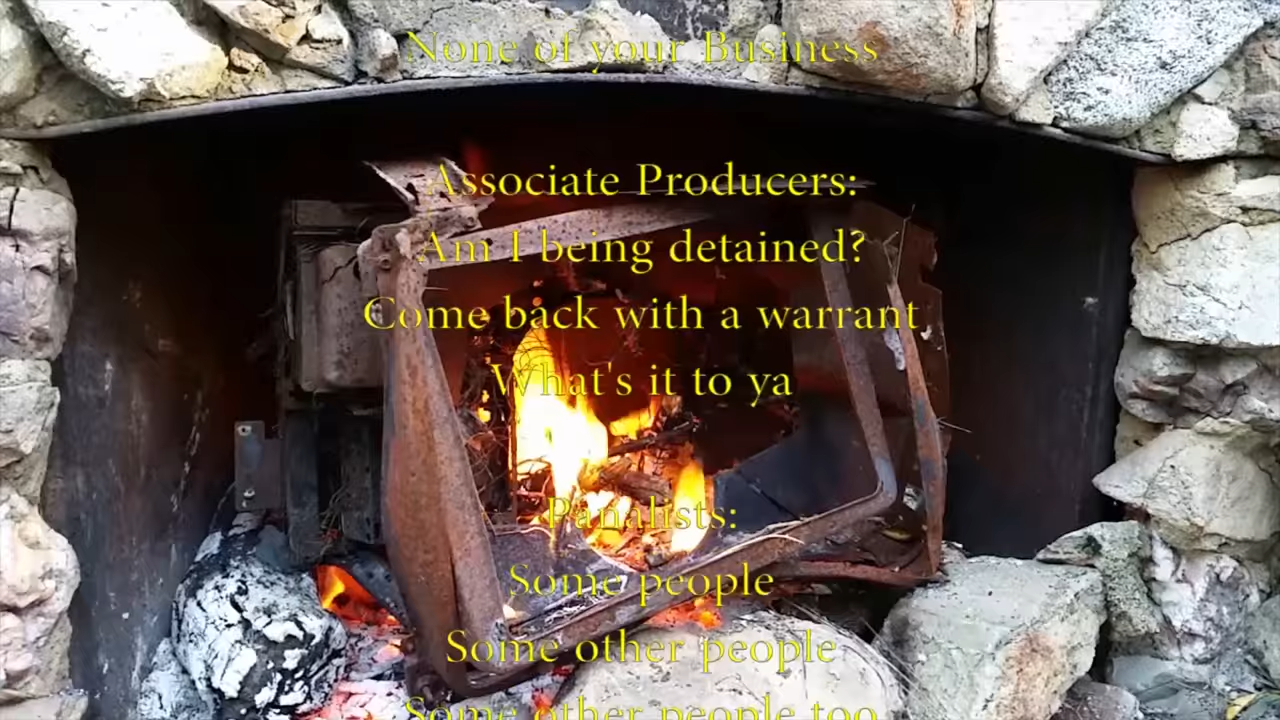 None of your Business
Associate Producers:
Am I being detained?
Come back with a warrant
What's it to ya
Panalists:
Some people
Some other people
Some other people too